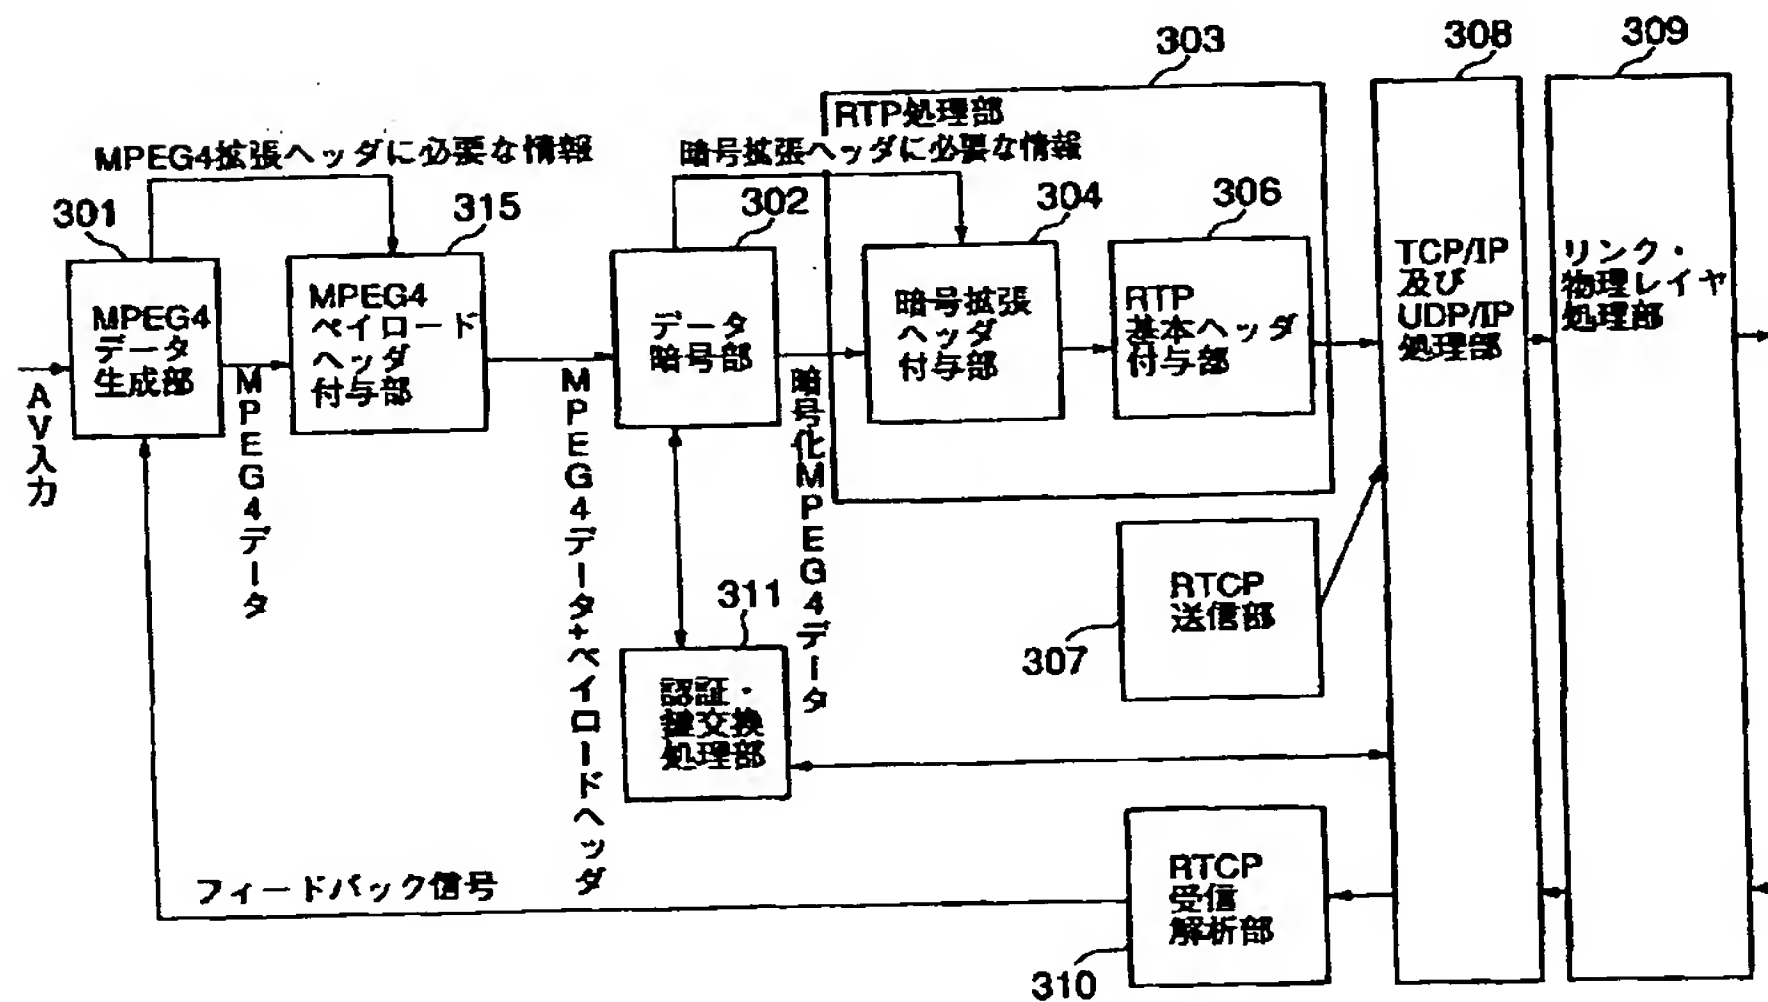 303
308
309
RTP処理部
MPEG4拡張ヘッダに必要な情報
暗号拡張ヘッダに必要な情報
301
315
302
304
306
MPEG4
データ
生成部
MPEG4
ペイロード
ヘッダ
付与部
データ
暗号部
暗号拡張
ヘッダ
付与部
RTP
基本ヘッダ
付与部
TCP/IP
及び
UDP/IP
処理部
リンク・
物理レイヤ
処理部
AV入力
MPEG4データ
MPEG4データ+ペイロードヘッダ
暗号化MPEG4データ
311
認証・
鍵交換
処理部
RTCP
送信部
307
フィードバック信号
RTCP
受信
解析部
310